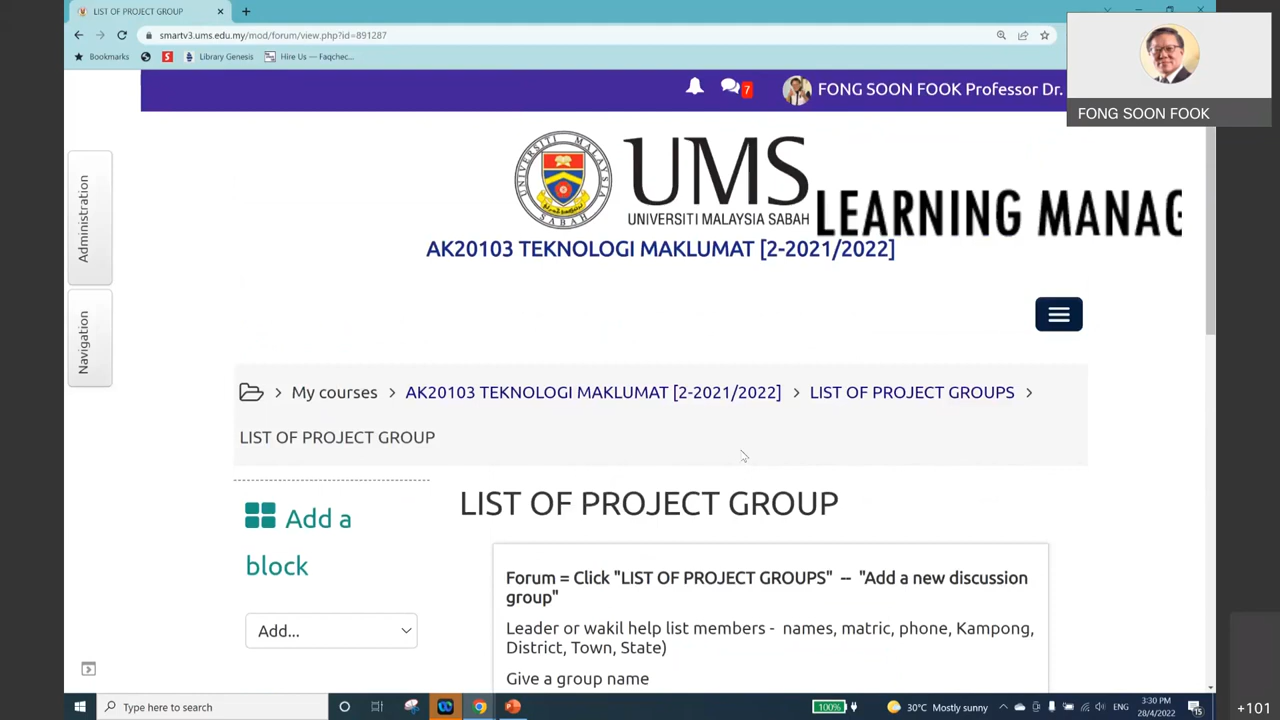 LIST OF PROJECT GROUP
smartv3.ums.edu.my/mod/forum/view.php?id=891287
Bookmarks
S
Library Genesis
Hire Us — Faqchec...
7
FONG SOON FOOK Professor Dr.
FONG SOON FOOK
UNIVERSITI MALAYSIA SABAH
UMS
UNIVERSITI MALAYSIA SABAH
LEARNING MANAG
AK20103 TEKNOLOGI MAKLUMAT [2-2021/2022]
Administration
Navigation
My courses > AK20103 TEKNOLOGI MAKLUMAT [2-2021/2022] > LIST OF PROJECT GROUPS >
LIST OF PROJECT GROUP
Add a
block
Add...
LIST OF PROJECT GROUP
Forum = Click "LIST OF PROJECT GROUPS" -- "Add a new discussion
group"
Leader or wakil help list members - names, matric, phone, Kampong,
District, Town, State)
Give a group name
Type here to search
100%
30°C Mostly sunny
ENG
3:30 PM
28/4/2022
15
+101